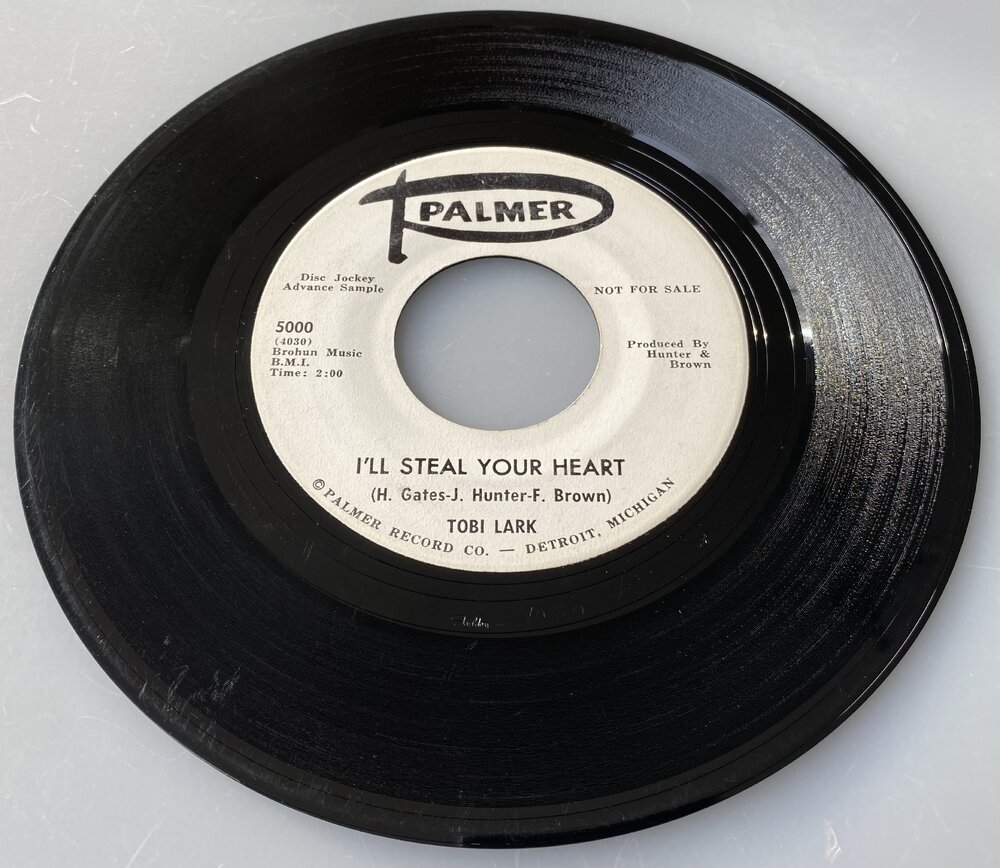 PALMER
Disc Jockey
Advance Sample
NOT FOR SALE
5000
(4030)
Brohun Music
B.M.I.
Time: 2:00
Produced By
Hunter &
Brown
I'LL STEAL YOUR HEART
(H. Gates-J. Hunter-F. Brown)
TOBI LARK
©PALMER RECORD CO. — DETROIT, MICHIGAN